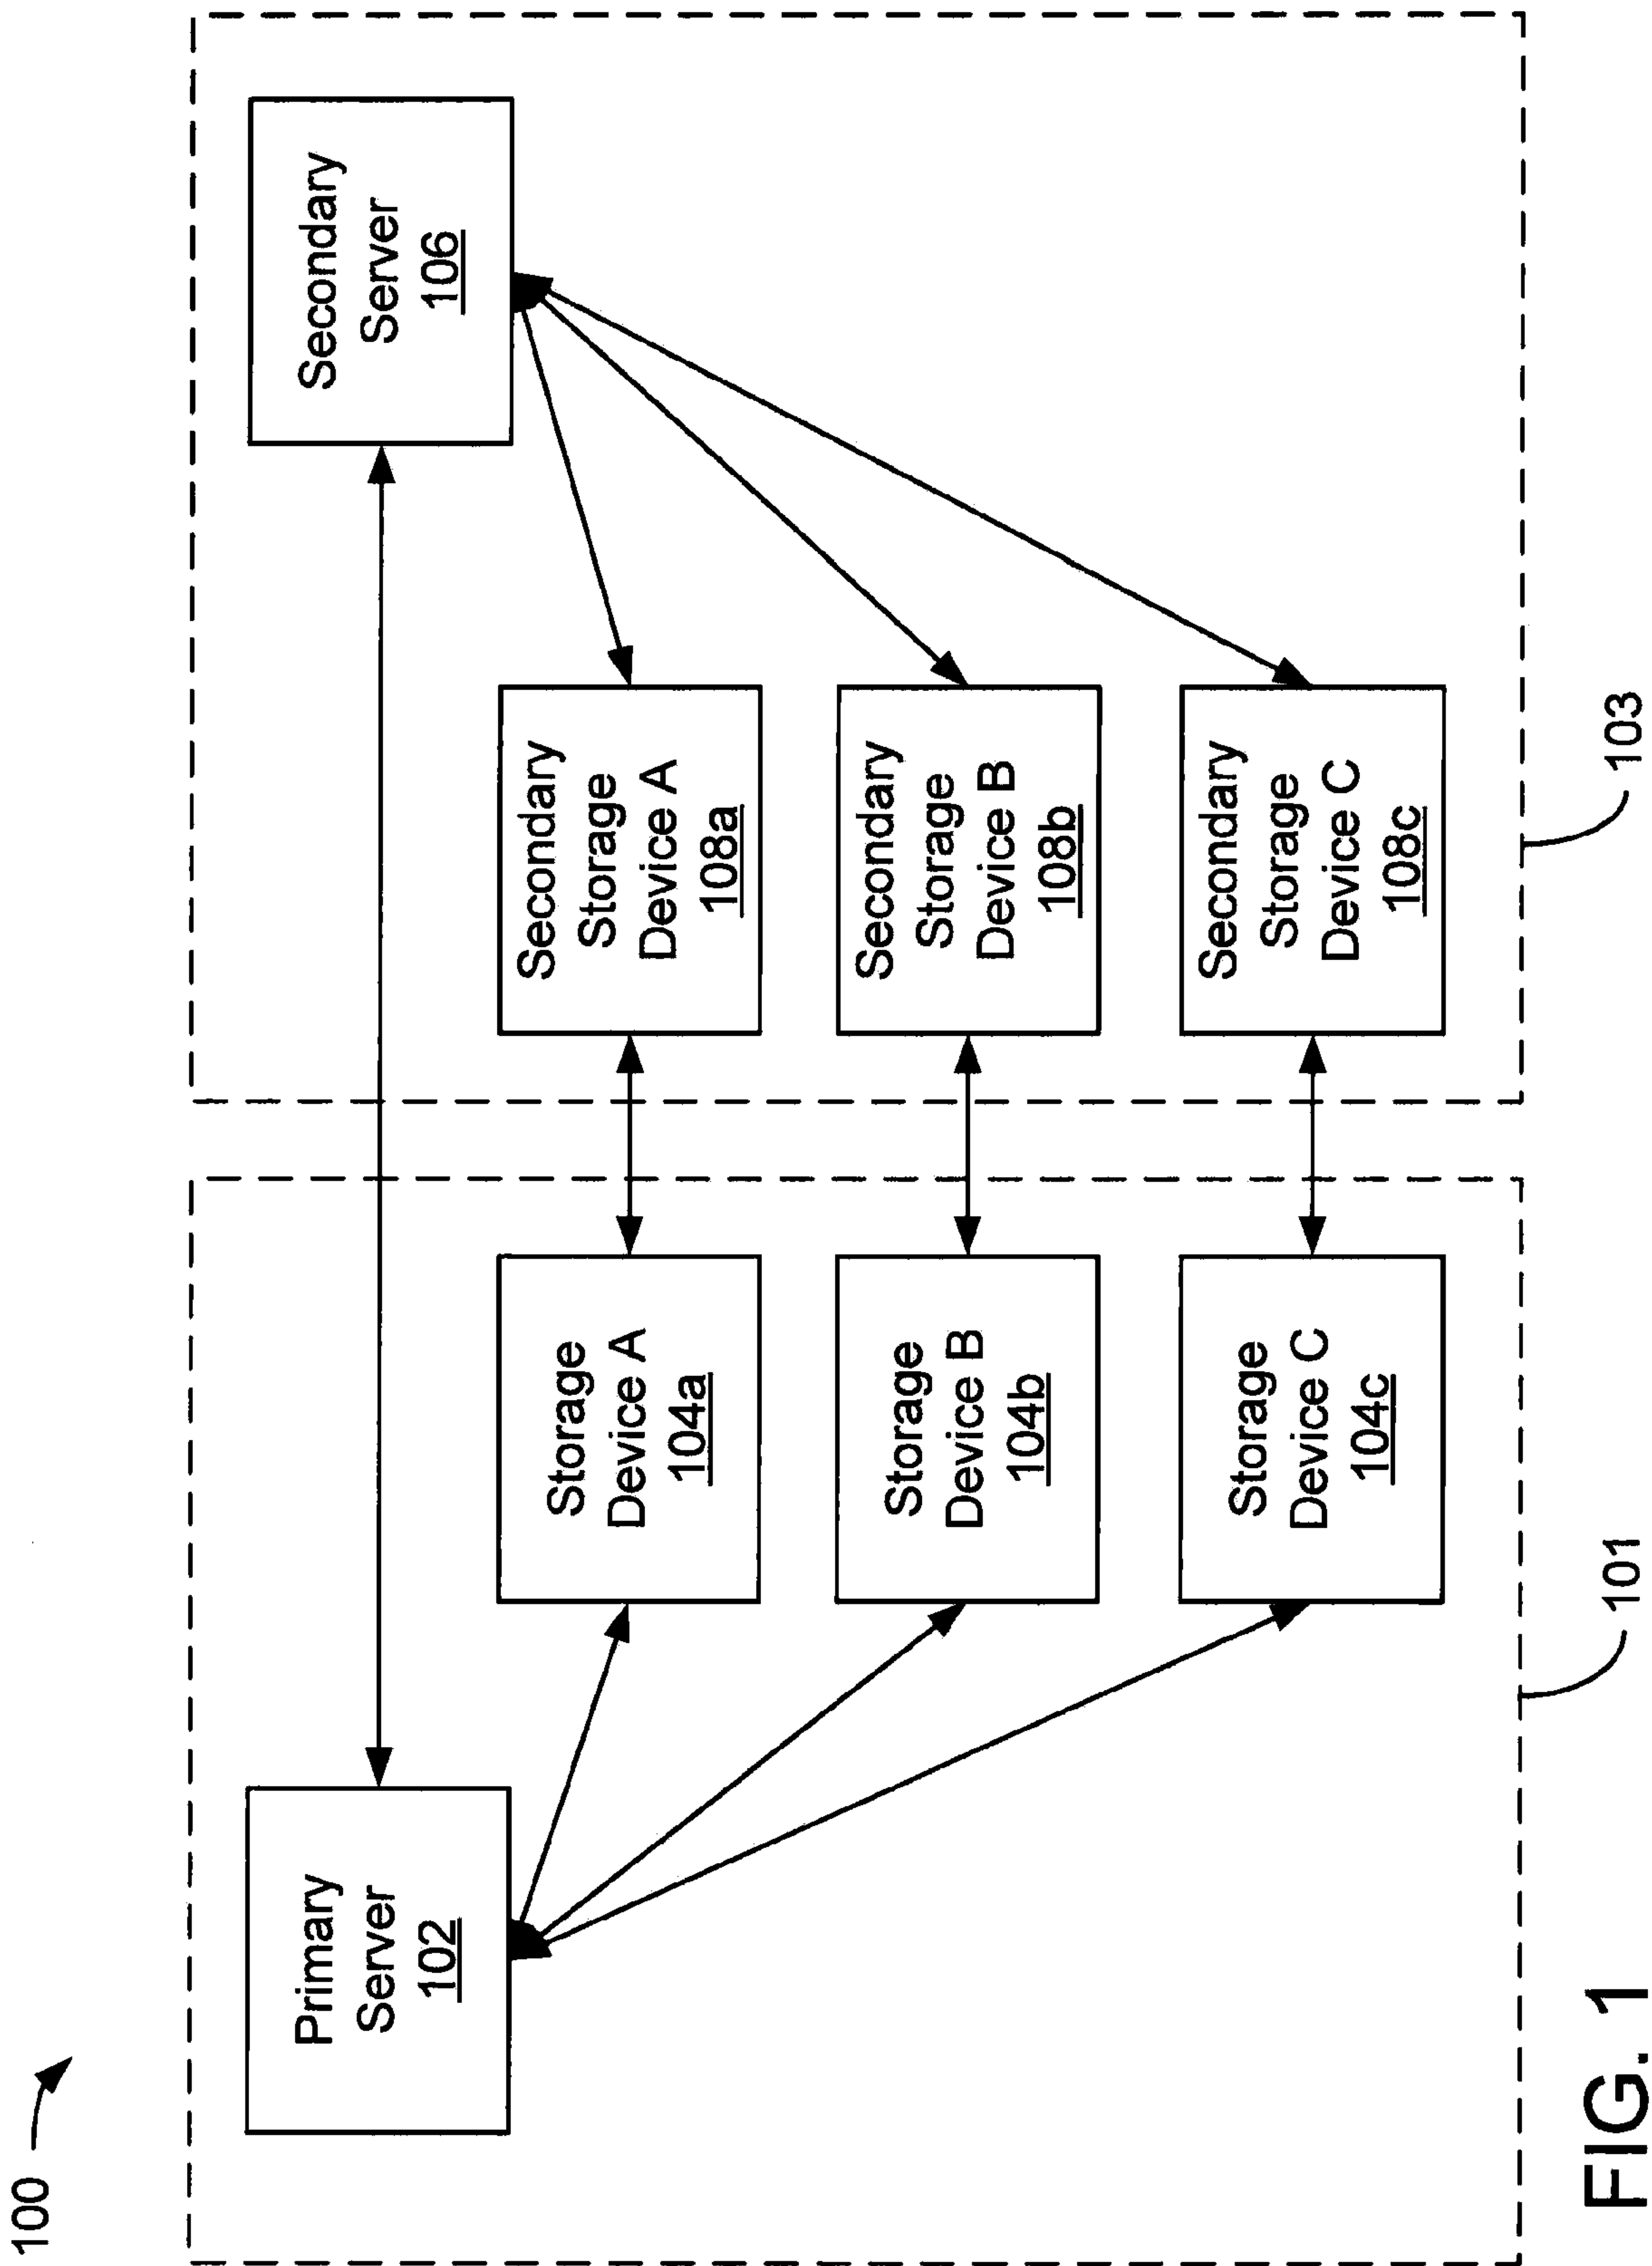 100
Primary
Server
102
Secondary
Server
106
Storage
Device A
104a
Secondary
Storage
Device A
108a
Storage
Device B
104b
Secondary
Storage
Device B
108b
Storage
Device C
104c
Secondary
Storage
Device C
108c
101
103
FIG. 1